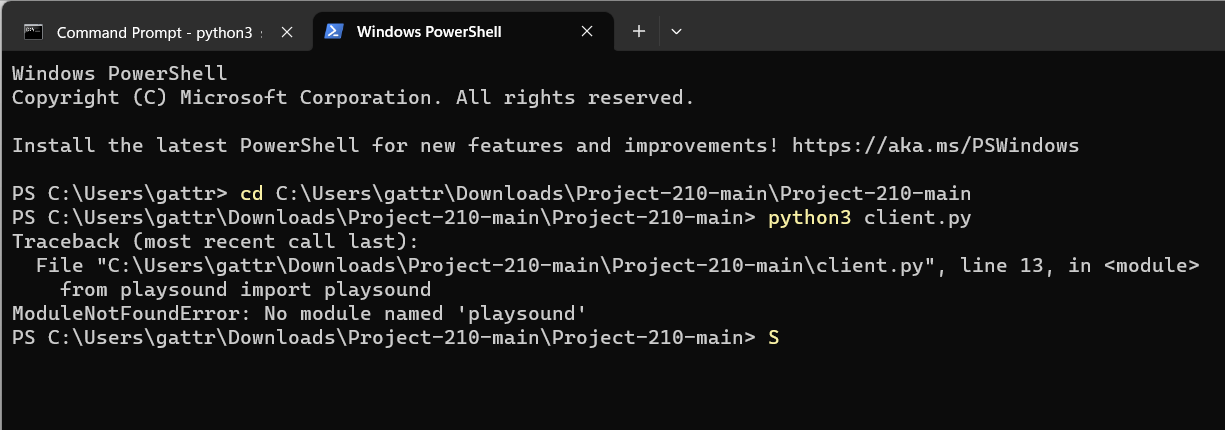 Command Prompt - python3
Windows PowerShell
Windows PowerShell
Copyright (C) Microsoft Corporation. All rights reserved.
Install the latest PowerShell for new features and improvements! https://aka.ms/PSWindows
PS C:\Users\gattr> cd C:\Users\gattr\Downloads\Project-210-main\Project-210-main
PS C:\Users\gattr\Downloads\Project-210-main\Project-210-main> python3 client.py
Traceback (most recent call last):
  File "C:\Users\gattr\Downloads\Project-210-main\Project-210-main\client.py", line 13, in <module>
    from playsound import playsound
ModuleNotFoundError: No module named 'playsound'
PS C:\Users\gattr\Downloads\Project-210-main\Project-210-main> S